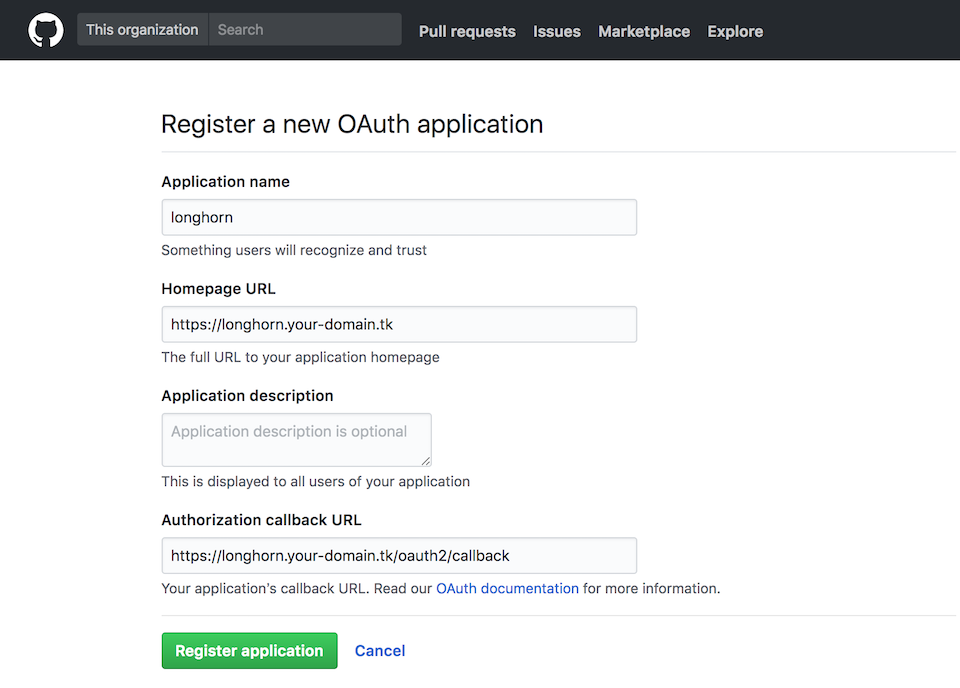 This organization Search Pull requests Issues Marketplace Explore
Register a new OAuth application
Application name
longhorn
Something users will recognize and trust
Homepage URL
https://longhorn.your-domain.tk
The full URL to your application homepage
Application description
Application description is optional
This is displayed to all users of your application
Authorization callback URL
https://longhorn.your-domain.tk/oauth2/callback
Your application's callback URL. Read our OAuth documentation for more information.
Register application Cancel